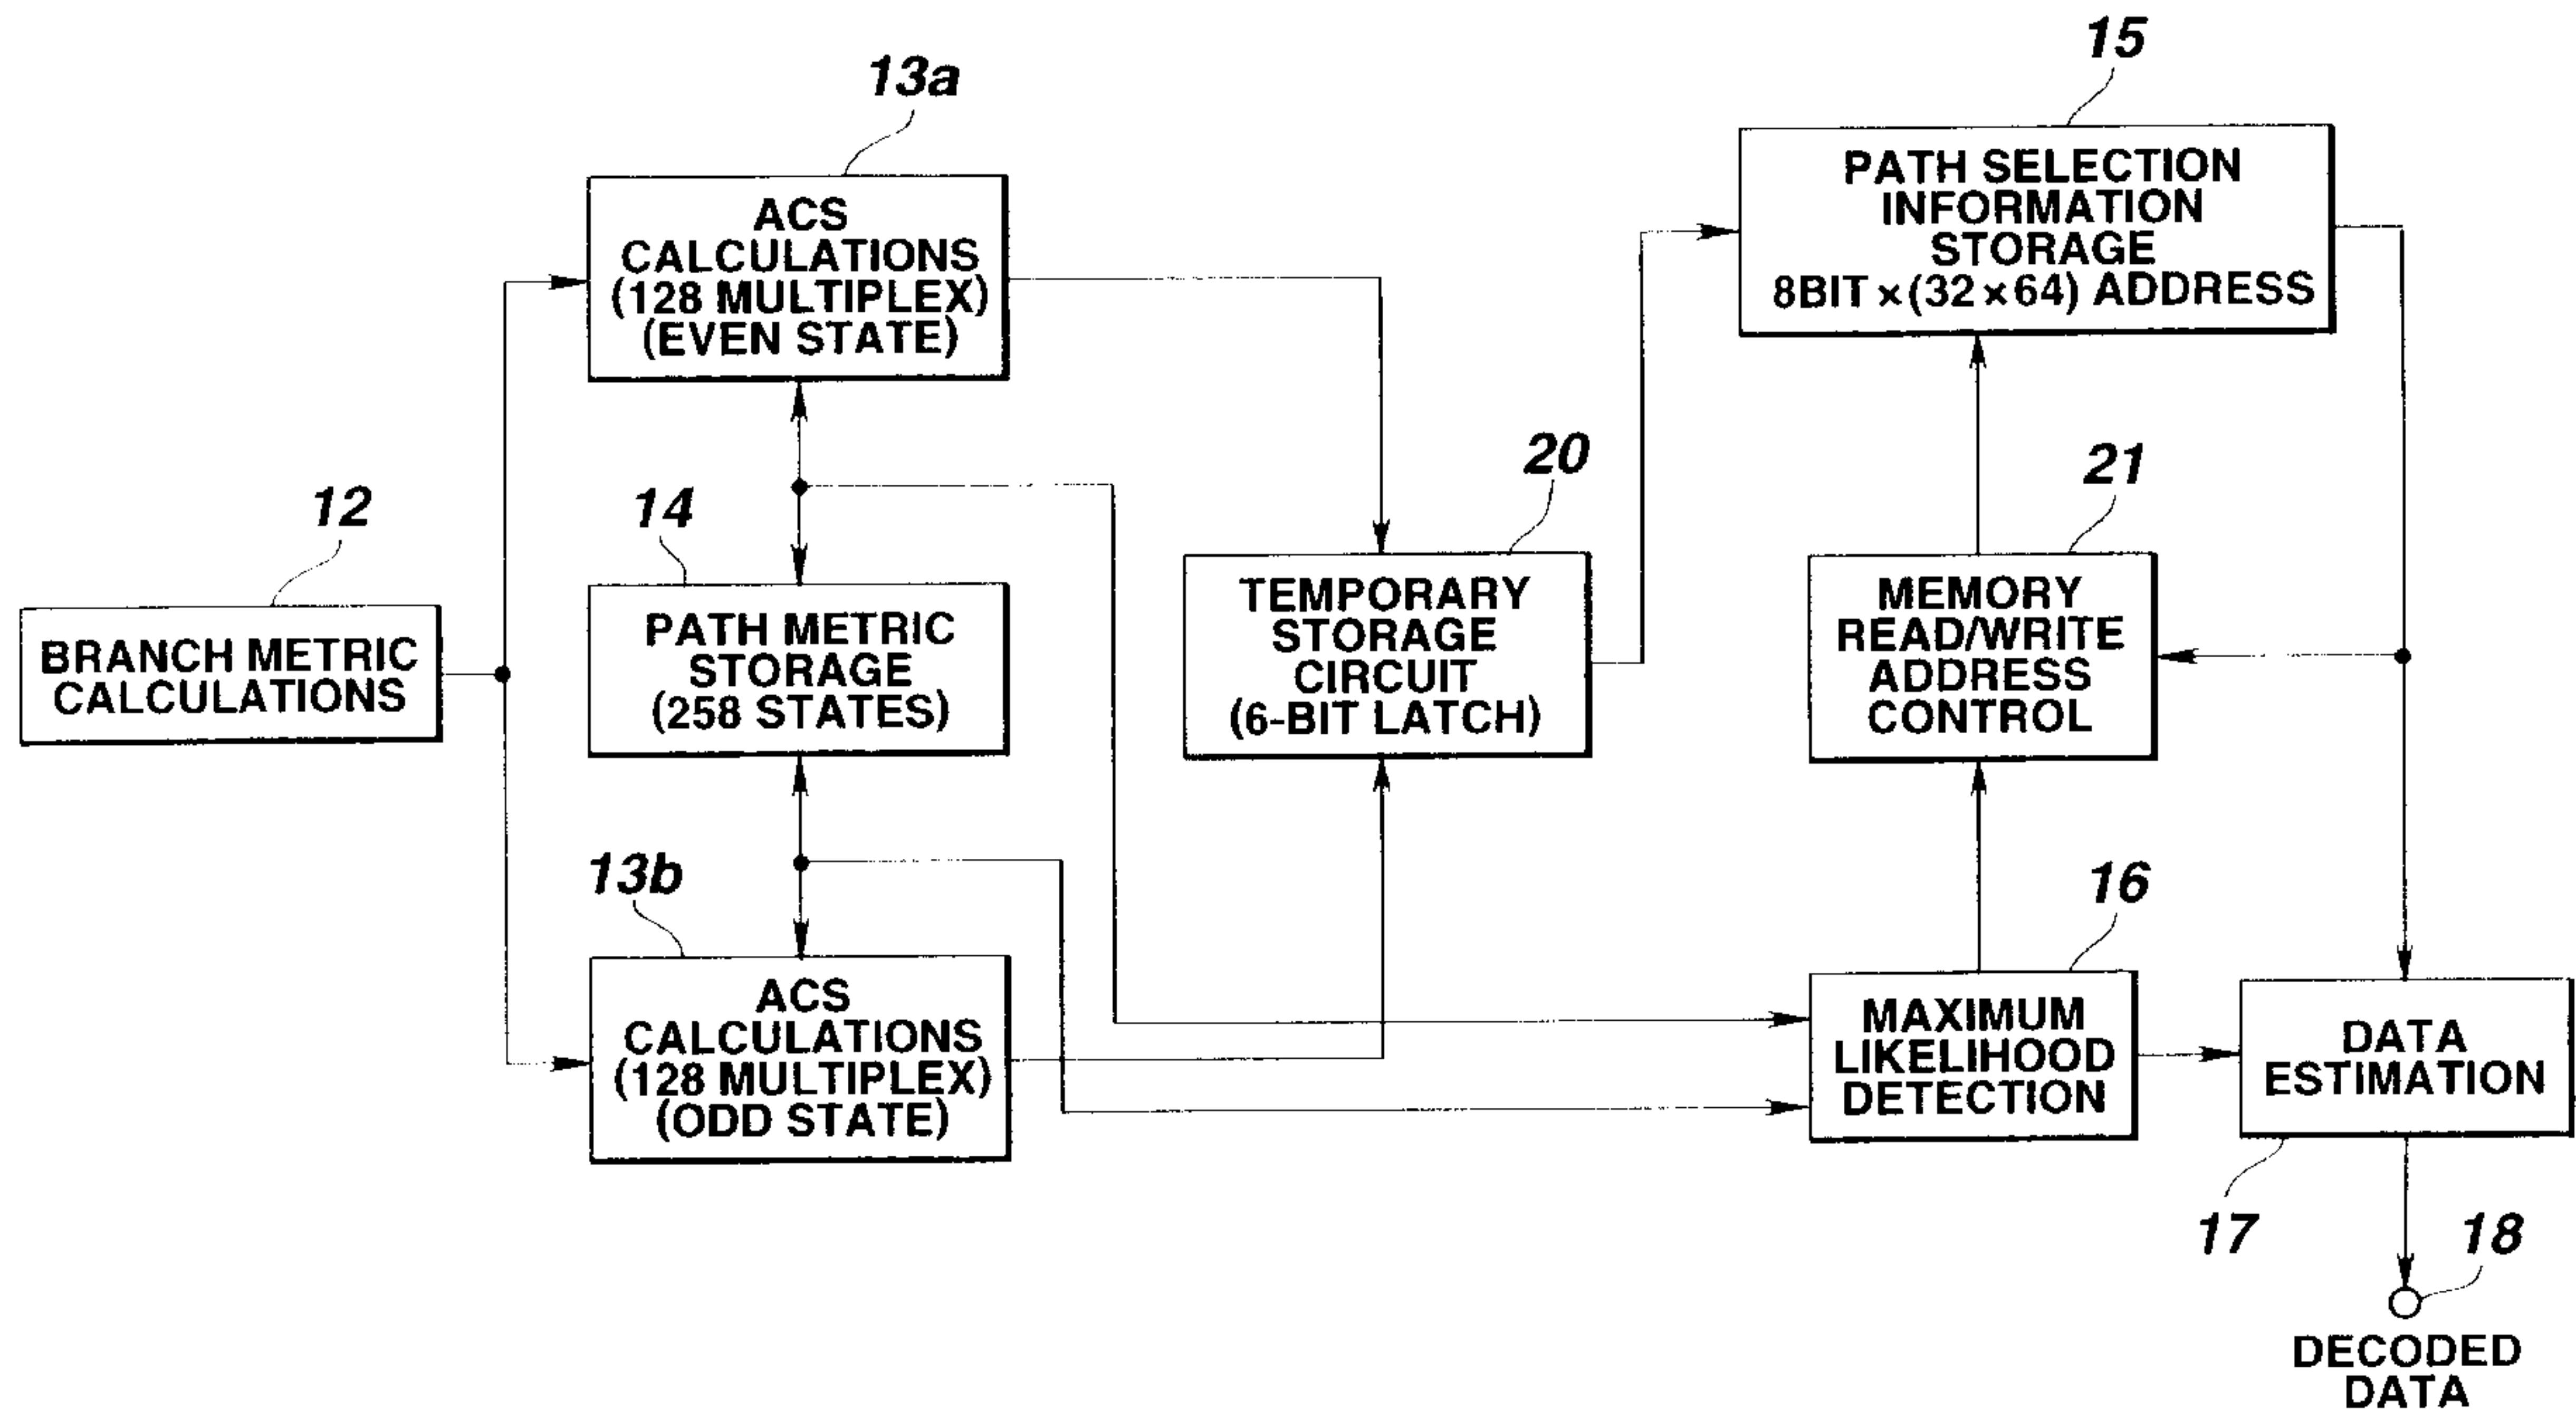 15
13a
PATH SELECTION
INFORMATION
STORAGE
8BIT × (32 × 64) ADDRESS
ACS
CALCULATIONS
(128 MULTIPLEX)
(EVEN STATE)
20
21
12
14
TEMPORARY
STORAGE
CIRCUIT
(6-BIT LATCH)
MEMORY
READ/WRITE
ADDRESS
CONTROL
BRANCH METRIC
CALCULATIONS
PATH METRIC
STORAGE
(258 STATES)
13b
16
ACS
CALCULATIONS
(128 MULTIPLEX)
(ODD STATE)
MAXIMUM
LIKELIHOOD
DETECTION
DATA
ESTIMATION
17
18
DECODED
DATA